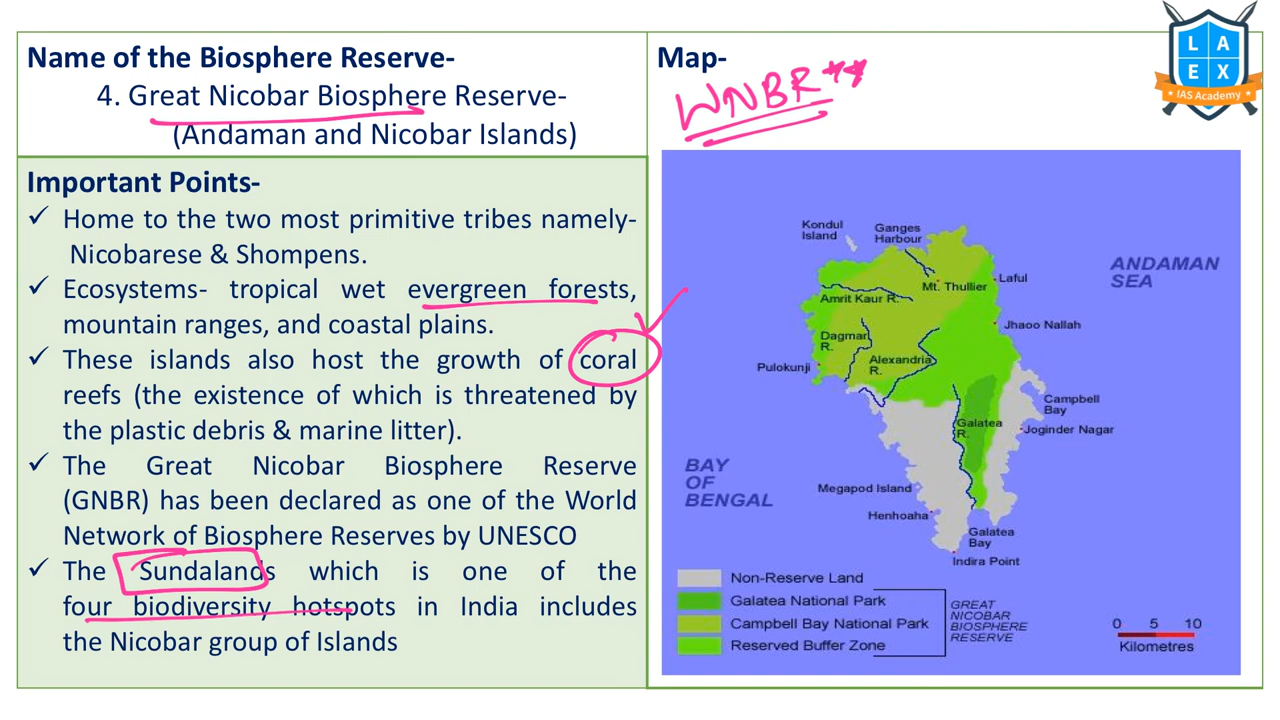 Name of the Biosphere Reserve-
4. Great Nicobar Biosphere Reserve-
(Andaman and Nicobar Islands)
Important Points-
✓ Home to the two most primitive tribes namely-
Nicobarese & Shompens.
✓ Ecosystems- tropical wet evergreen forests,
mountain ranges, and coastal plains.
✓ These islands also host the growth of coral
reefs (the existence of which is threatened by
the plastic debris & marine litter).
✓ The Great Nicobar Biosphere Reserve
(GNBR) has been declared as one of the World
Network of Biosphere Reserves by UNESCO
✓ The Sundalands which is one of the
four biodiversity hotspots in India includes
the Nicobar group of Islands
Map-
WNBR**
L A
E X
IAS Academy
Kondul
Island
Ganges
Harbour
ANDAMAN
SEA
Laful
Mt. Thullier
Amrit Kaur R.
Jhaoo Nallah
Dagmar
R.
Alexandria
R.
Pulokunji
Campbell
Bay
Galatea
R.
Joginder Nagar
BAY
OF
BENGAL
Megapod Island
Henhoaha
Galatea
Bay
Indira Point
Non-Reserve Land
Galatea National Park
Campbell Bay National Park
Reserved Buffer Zone
GREAT
NICOBAR
BIOSPHERE
RESERVE
0 5 10
Kilometres